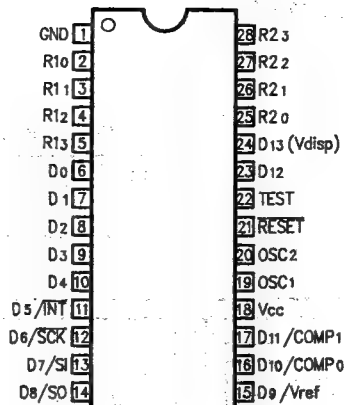 GND 1 28 R23
R10 2 27 R22
R11 3 26 R21
R12 4 25 R20
R13 5 24 D13 (Vdisp)
D0 6 23 D12
D1 7 22 TEST
D2 8 21 RESET
D3 9 20 OSC2
D4 10 19 OSC1
D5/INT 11 18 Vcc
D6/SCK 12 17 D11/COMP1
D7/SI 13 16 D10/COMP0
D8/SO 14 15 D9/Vref